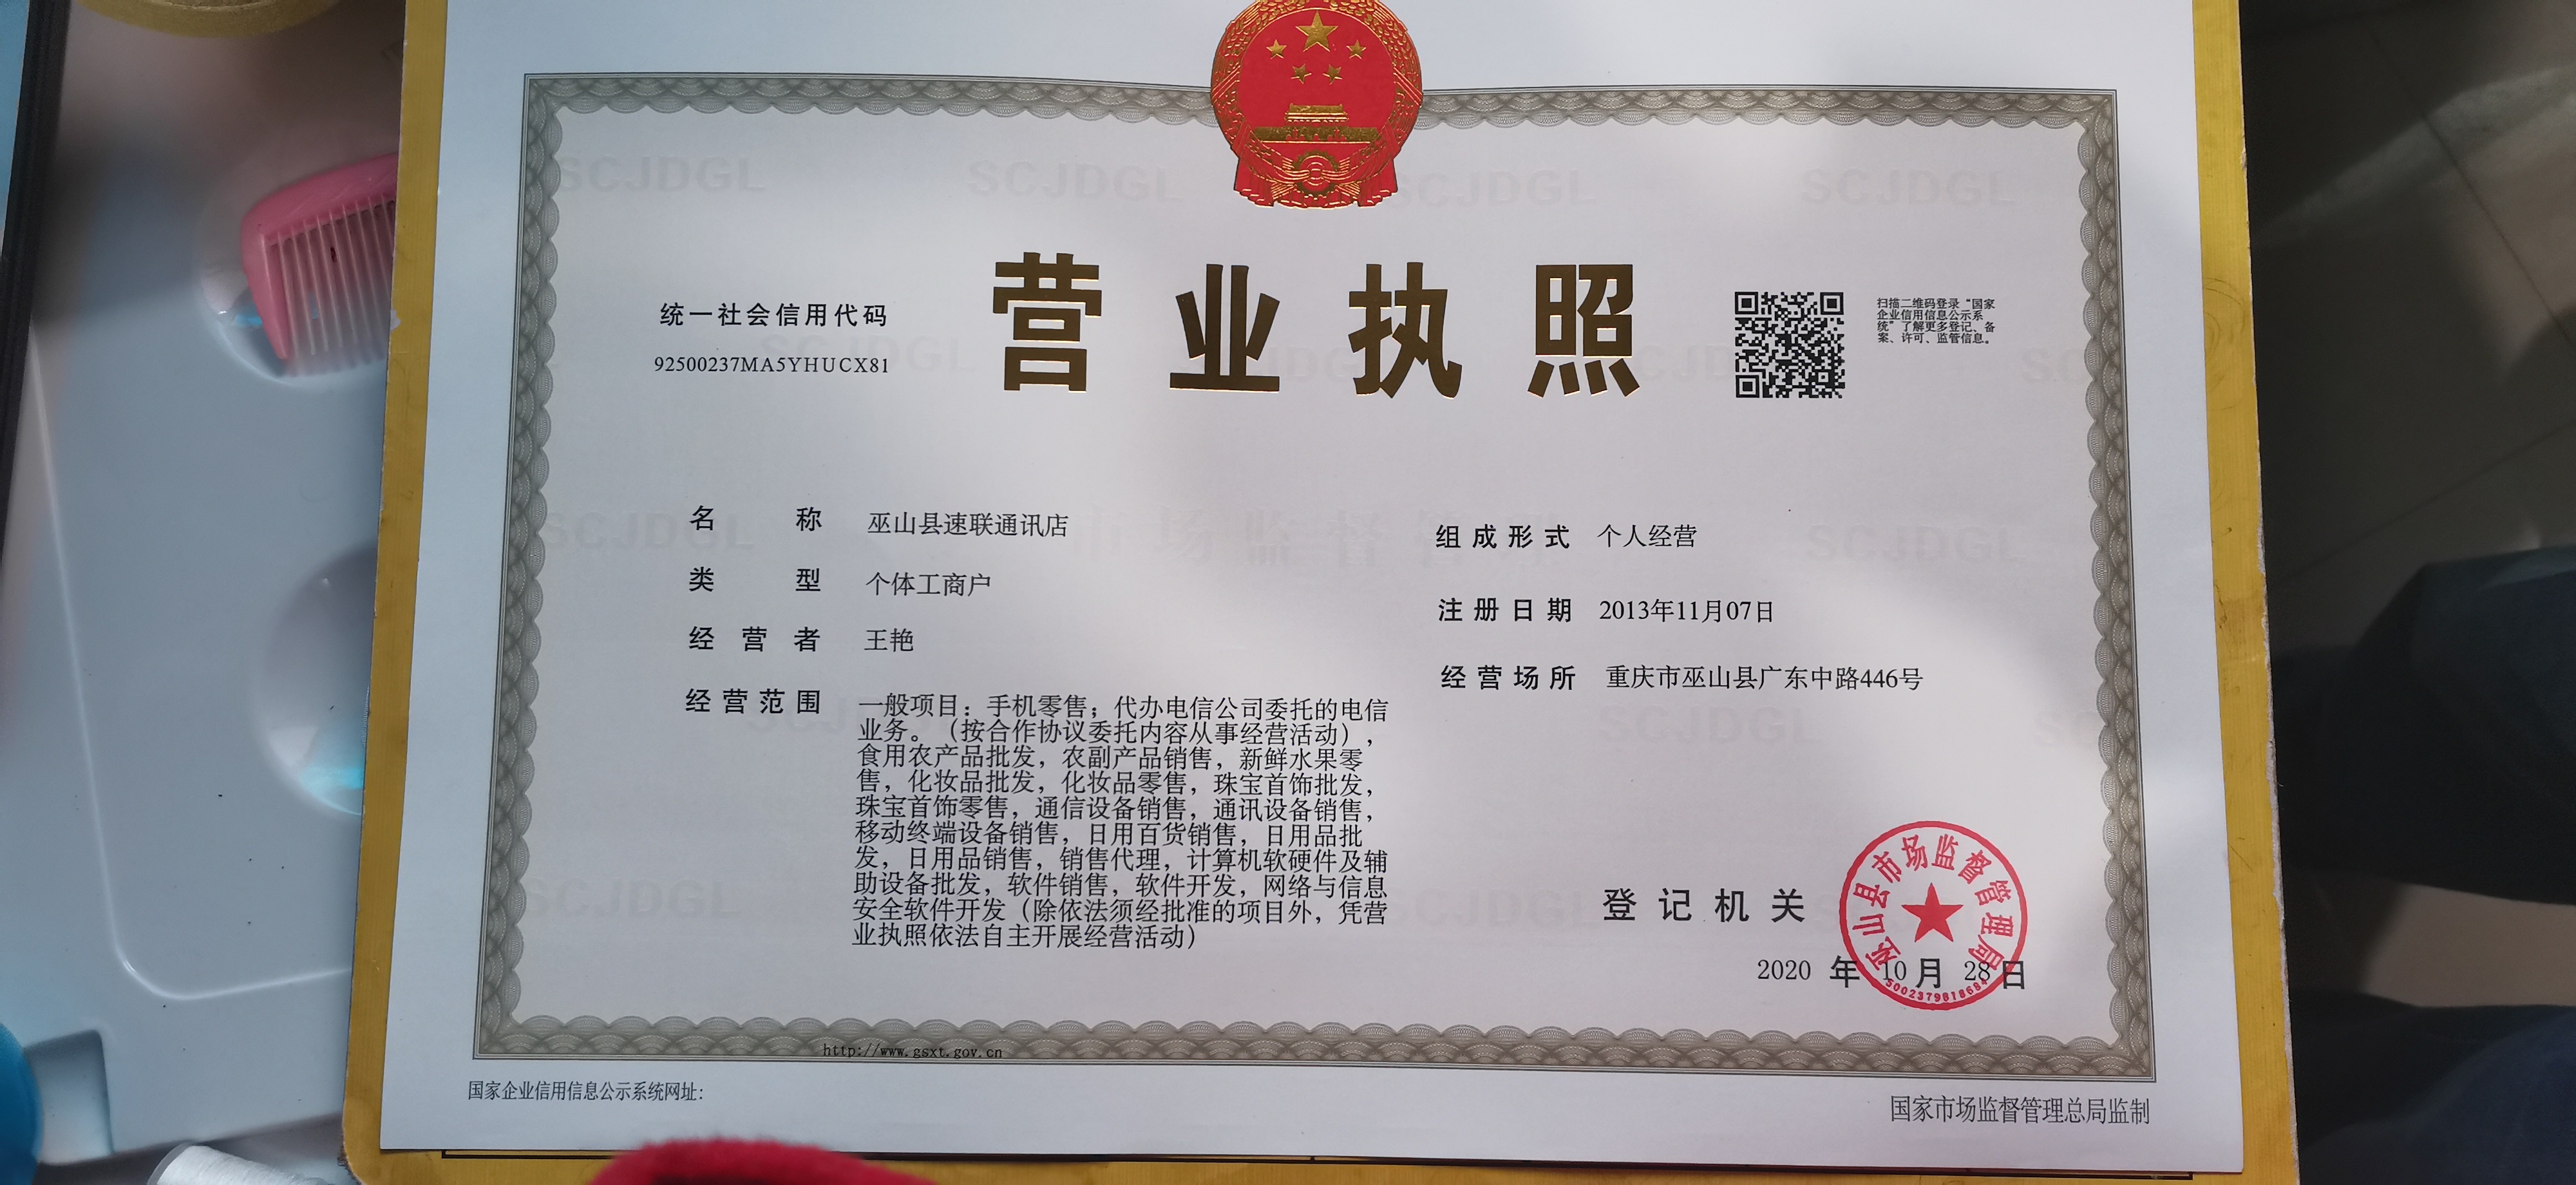 营业执照
统一社会信用代码
92500237MA5YHUCX81
扫描二维码登录“国家
企业信用信息公示系
统”了解更多登记、备
案、许可、监管信息。
名称 巫山县速联通讯店
类型 个体工商户
经营者 王艳
经营范围 一般项目：手机零售；代办电信公司委托的电信
业务。（按合作协议委托内容从事经营活动），
食用农产品批发，农副产品销售，新鲜水果零
售，化妆品批发，化妆品零售，珠宝首饰批发，
珠宝首饰零售，通信设备销售，通讯设备销售，
移动终端设备销售，日用百货销售，日用品批
发，日用品销售，销售代理，计算机软硬件及辅
助设备批发，软件销售，软件开发，网络与信息
安全软件开发（除依法须经批准的项目外，凭营
业执照依法自主开展经营活动）
组成形式 个人经营
注册日期 2013年11月07日
经营场所 重庆市巫山县广东中路446号
登记机关
巫山县市场监督管理局
2020 年 10 月 28 日
http://www.gsxt.gov.cn
国家企业信用信息公示系统网址：
国家市场监督管理总局监制
SCJDGL
市场监督管理